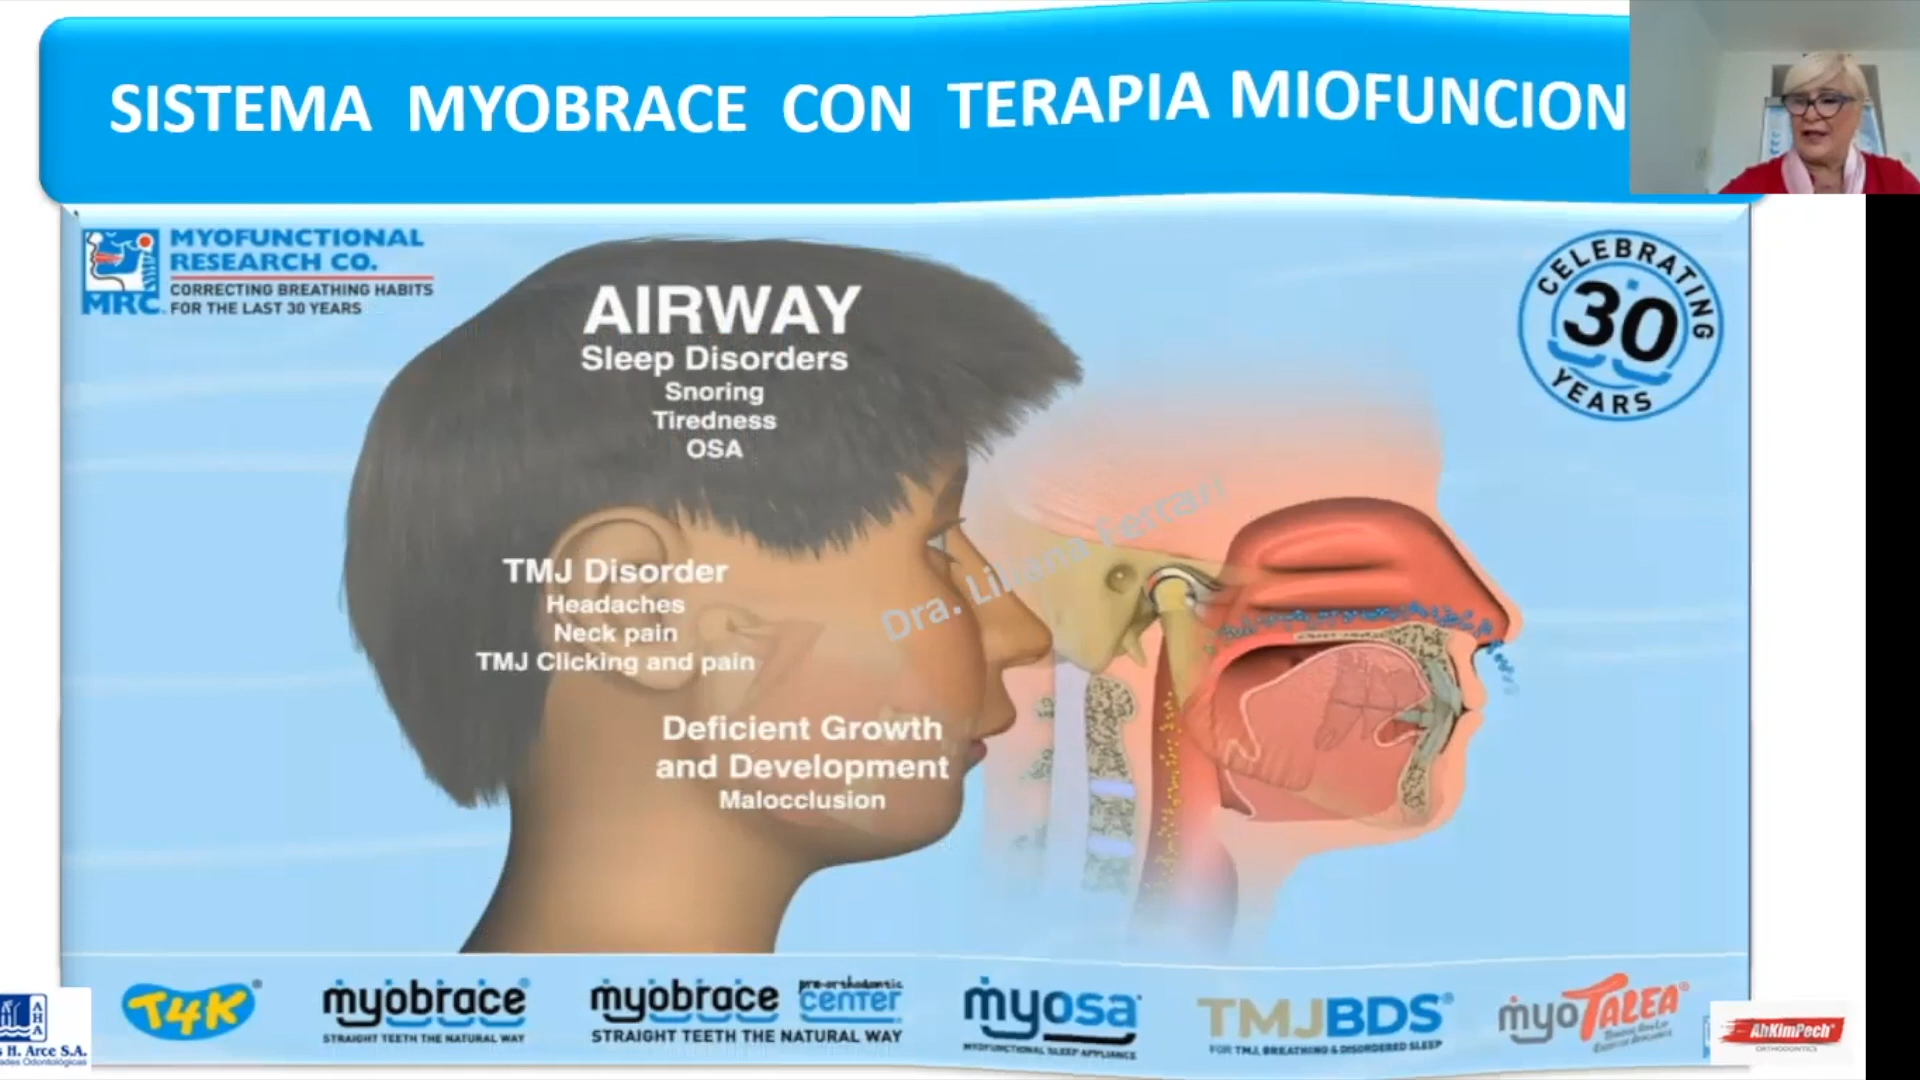 SISTEMA MYOBRACE CON TERAPIA MIOFUNCION
MYOFUNCTIONAL
RESEARCH CO.
CORRECTING BREATHING HABITS
MRC FOR THE LAST 30 YEARS
CELEBRATING
30
YEARS
AIRWAY
Sleep Disorders
Snoring
Tiredness
OSA
Dra. Liliana Ferrari
TMJ Disorder
Headaches
Neck pain
TMJ Clicking and pain
Deficient Growth
and Development
Malocclusion
T4K®
myobrace®
STRAIGHT TEETH THE NATURAL WAY
myobrace pre-orthodontic center
STRAIGHT TEETH THE NATURAL WAY
myosa®
MYOFUNCTIONAL SLEEP APPLIANCE
TMJBDS®
FOR TMJ, BREATHING & DISORDERED SLEEP
myoTALEA®
AHA
H. Arce S.A.
Odontológicas
AhKimPech®
ORTHODONTICS